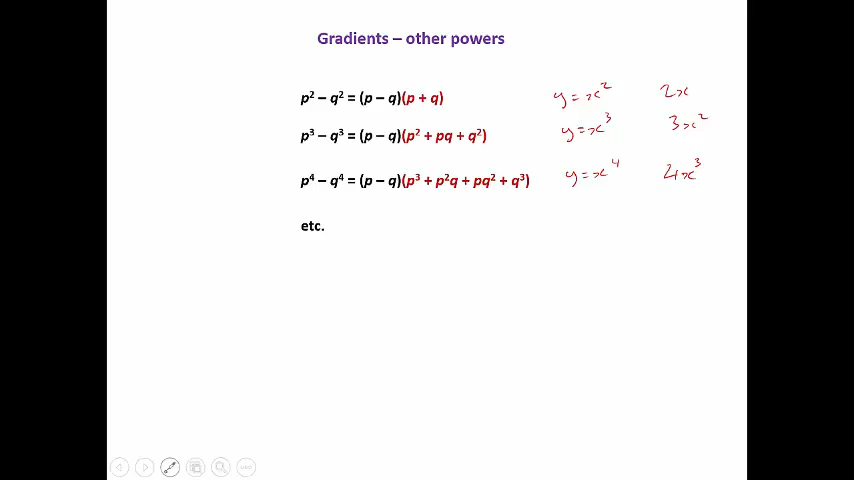 Gradients – other powers
p² – q² = (p – q)(p + q) y = x² 2x
p³ – q³ = (p – q)(p² + pq + q²) y = x³ 3x²
p⁴ – q⁴ = (p – q)(p³ + p²q + pq² + q³) y = x⁴ 4x³
etc.